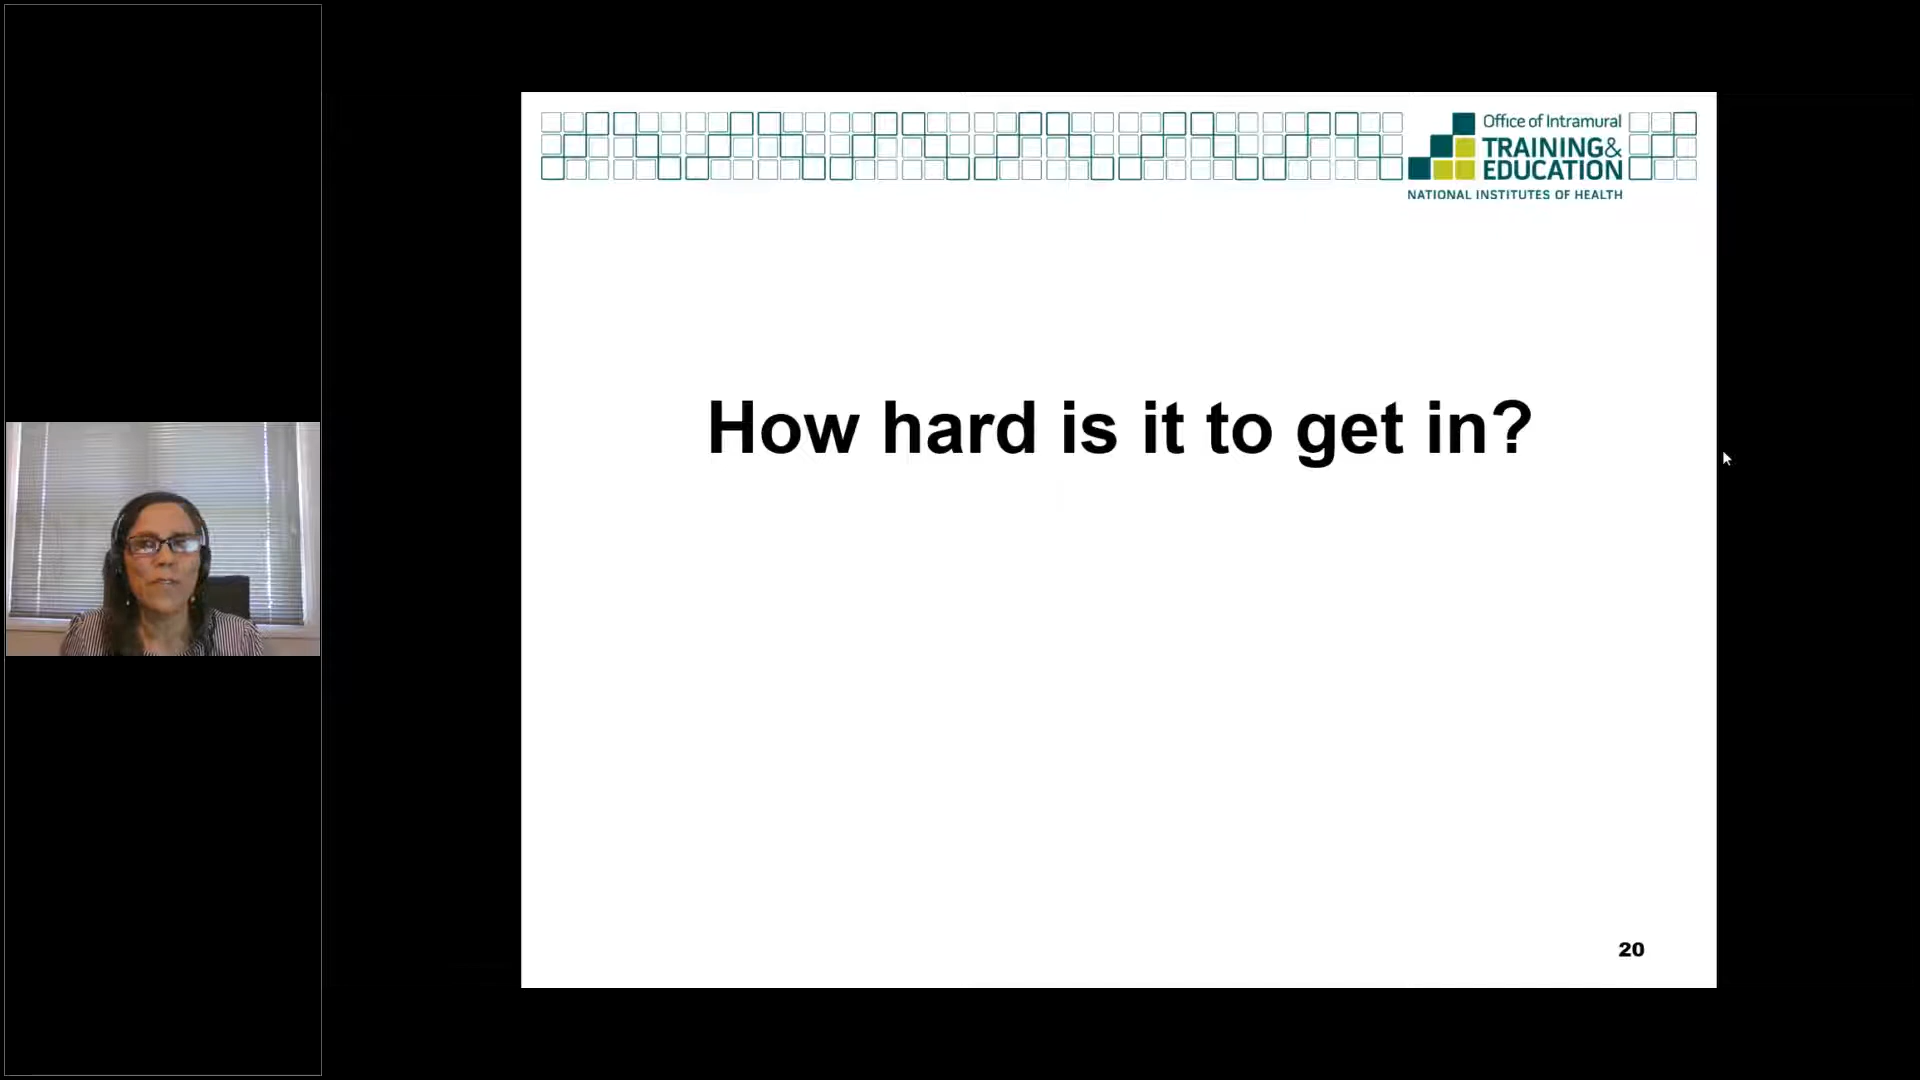 Office of Intramural
TRAINING&
EDUCATION
NATIONAL INSTITUTES OF HEALTH
How hard is it to get in?
20